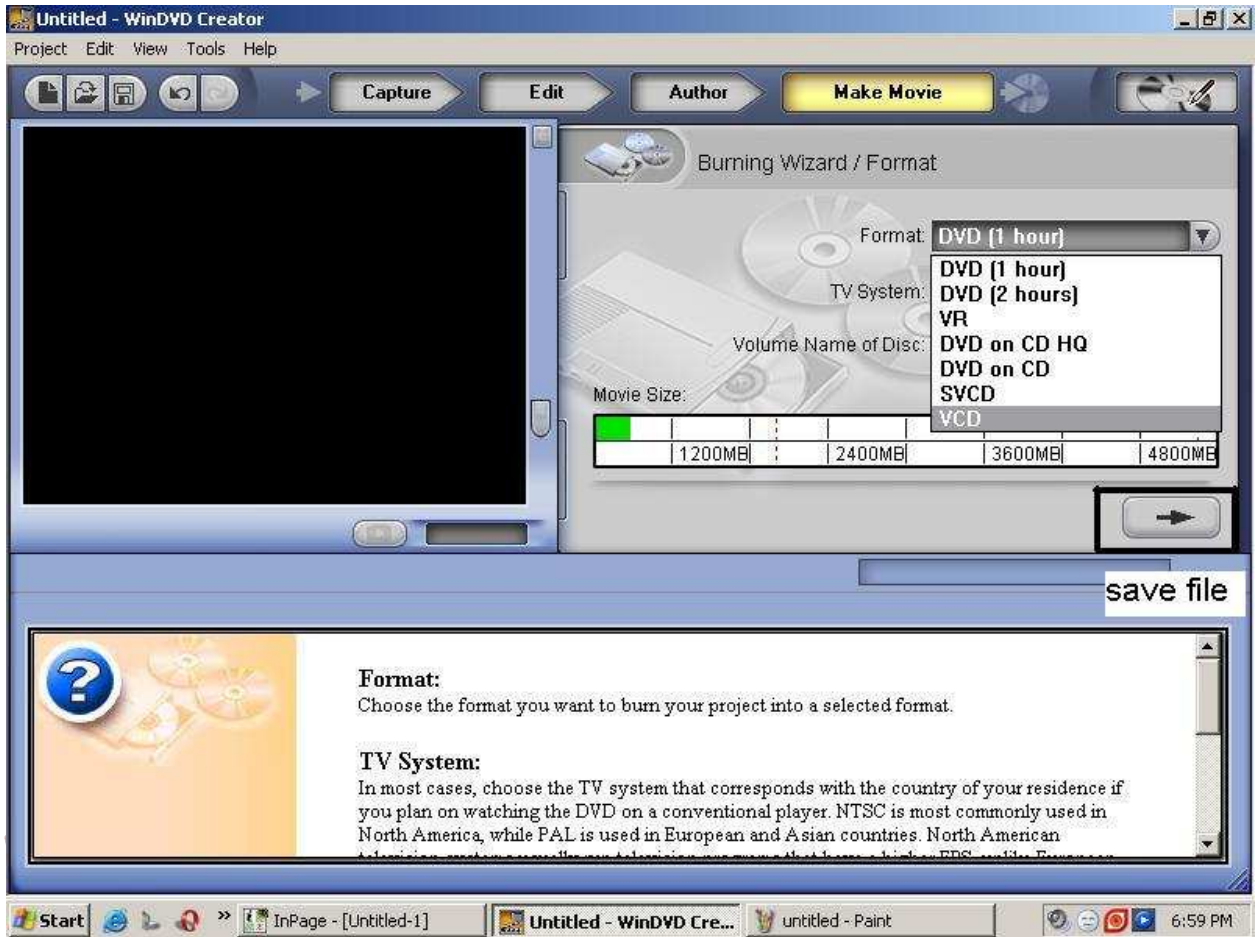 Untitled - WinDVD Creator
Project Edit View Tools Help
Capture Edit Author Make Movie
Burning Wizard / Format
Format: DVD (1 hour)
DVD (1 hour)
TV System: DVD (2 hours)
VR
Volume Name of Disc: DVD on CD HQ
DVD on CD
SVCD
VCD
Movie Size:
1200MB 2400MB 3600MB 4800MB
save file
Format:
Choose the format you want to burn your project into a selected format.
TV System:
In most cases, choose the TV system that corresponds with the country of your residence if
you plan on watching the DVD on a conventional player. NTSC is most commonly used in
North America, while PAL is used in European and Asian countries. North American
Start InPage - [Untitled-1] Untitled - WinDVD Cre... untitled - Paint 6:59 PM